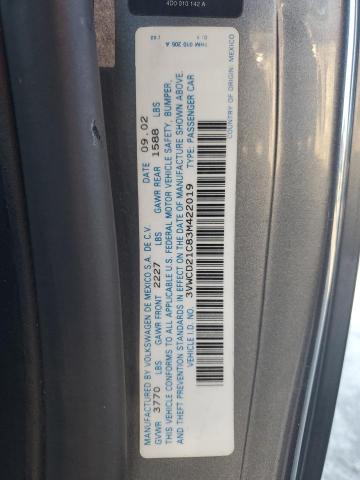 4D0 010 142 A
MANUFACTURED BY VOLKSWAGEN DE MEXICO S.A. DE C.V. DATE 09.02
GVWR 3770 LBS GAWR FRONT 2227 LBS GAWR REAR 1588 LBS
THIS VEHICLE CONFORMS TO ALL APPLICABLE U.S. FEDERAL MOTOR VEHICLE SAFETY, BUMPER,
AND THEFT PREVENTION STANDARDS IN EFFECT ON THE DATE OF MANUFACTURE SHOWN ABOVE.
VEHICLE I.D. NO. 3VWCD21C83M422019 TYPE: PASSENGER CAR
COUNTRY OF ORIGIN: MEXICO
1HM 010 205 A